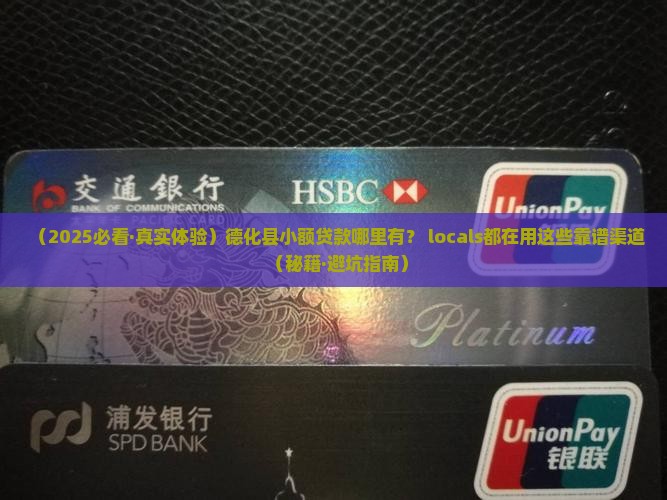 交通銀行
BANK OF COMMUNICATIONS
HSBC
UnionPay
（2025必看·真实体验）德化县小额贷款哪里有？ locals都在用这些靠谱渠道
（秘籍·避坑指南）
Platinum
浦发银行
SPD BANK
UnionPay
银联